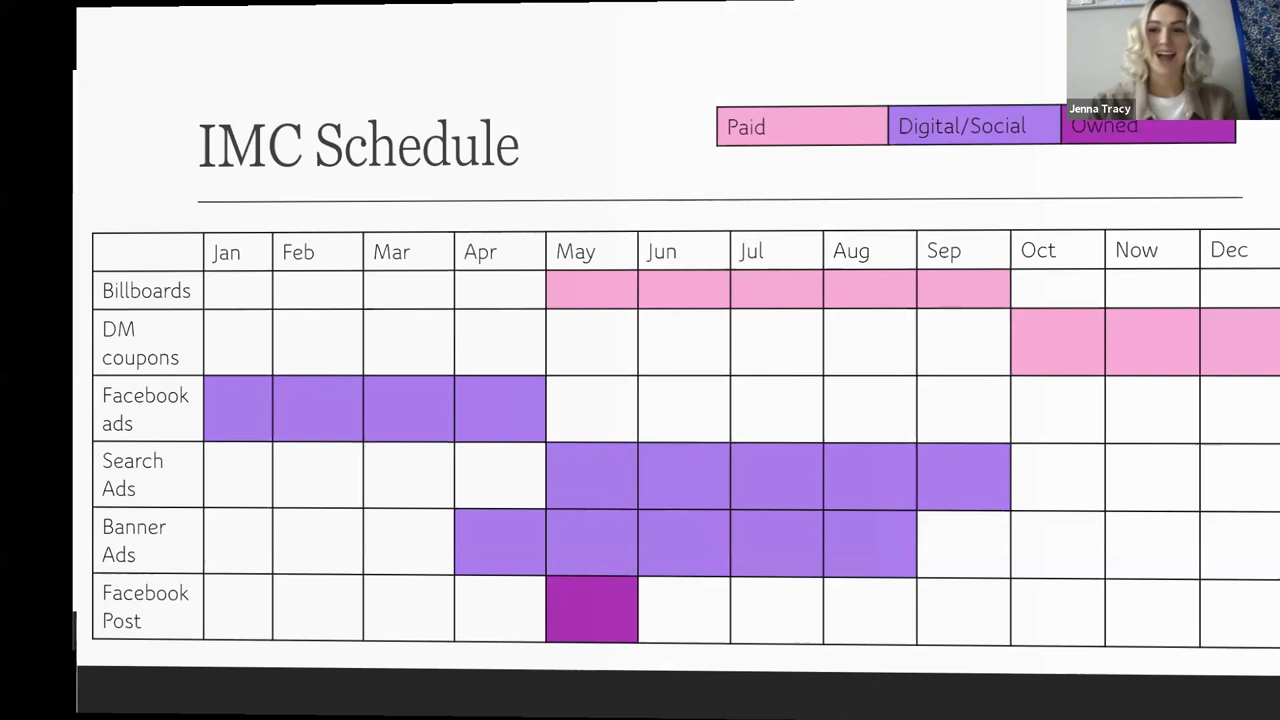 Jenna Tracy
IMC Schedule
Paid Digital/Social Owned
Jan Feb Mar Apr May Jun Jul Aug Sep Oct Now Dec
Billboards
DM
coupons
Facebook
ads
Search
Ads
Banner
Ads
Facebook
Post